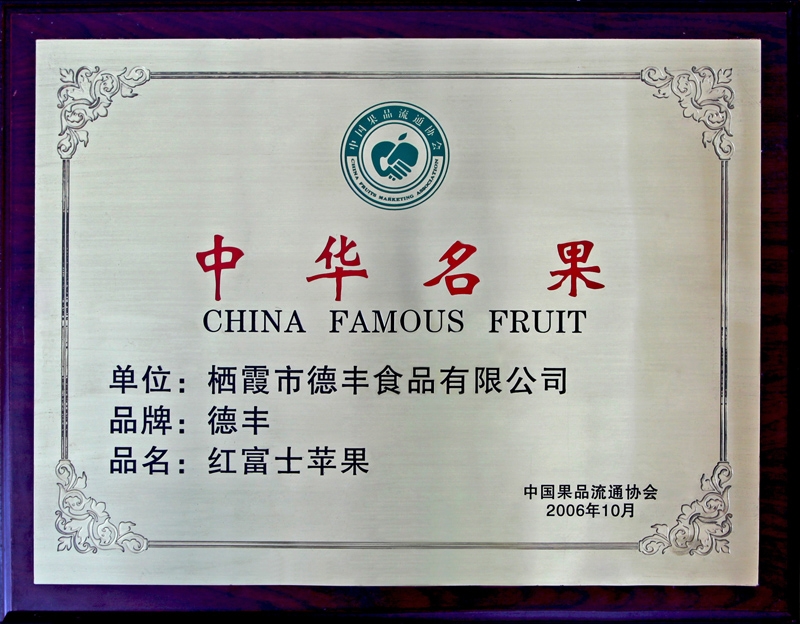 中国果品流通协会
CHINA FRUITS MARKETING ASSOCIATION
中华名果
CHINA FAMOUS FRUIT
单位：栖霞市德丰食品有限公司
品牌：德丰
品名：红富士苹果
中国果品流通协会
2006年10月